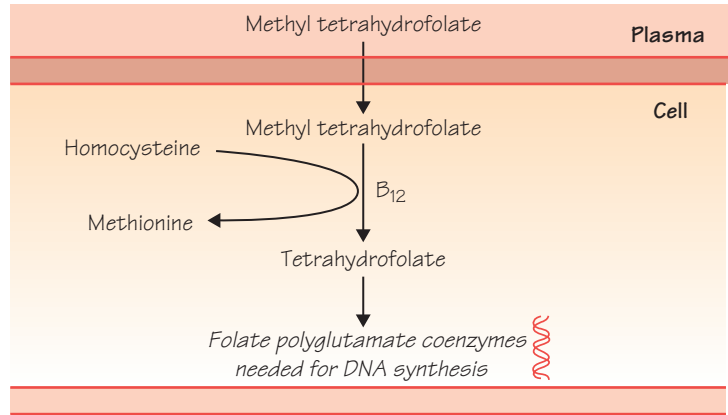 Methyl tetrahydrofolate
Plasma
Cell
Methyl tetrahydrofolate
Homocysteine
B₁₂
Methionine
Tetrahydrofolate
Folate polyglutamate coenzymes
needed for DNA synthesis